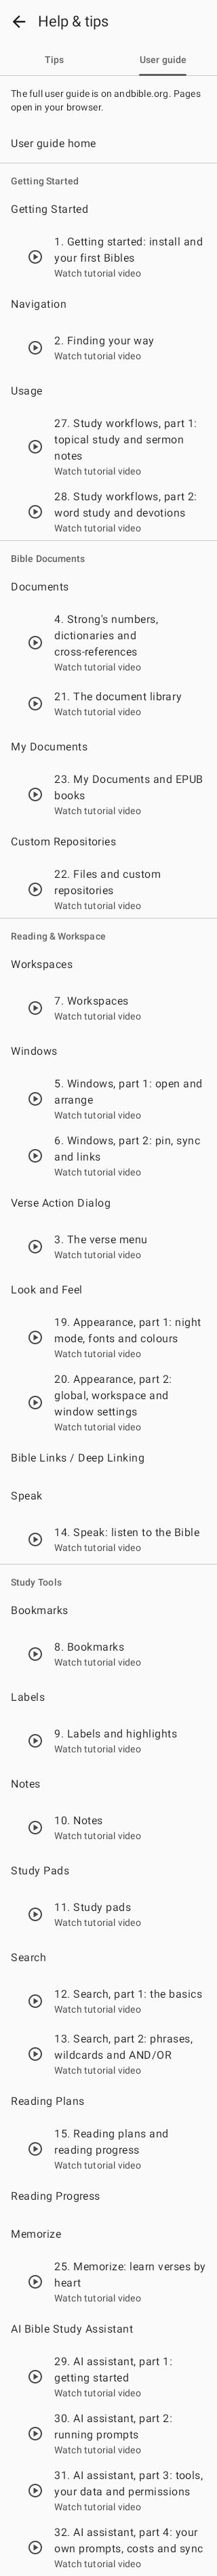 Help & tips
Tips
User guide
The full user guide is on andbible.org. Pages
open in your browser.
User guide home
Getting Started
Getting Started
1. Getting started: install and
your first Bibles
Watch tutorial video
Navigation
2. Finding your way
Watch tutorial video
Usage
27. Study workflows, part 1:
topical study and sermon
notes
Watch tutorial video
28. Study workflows, part 2:
word study and devotions
Watch tutorial video
Bible Documents
Documents
4. Strong's numbers,
dictionaries and
cross-references
Watch tutorial video
21. The document library
Watch tutorial video
My Documents
23. My Documents and EPUB
books
Watch tutorial video
Custom Repositories
22. Files and custom
repositories
Watch tutorial video
Reading & Workspace
Workspaces
7. Workspaces
Watch tutorial video
Windows
5. Windows, part 1: open and
arrange
Watch tutorial video
6. Windows, part 2: pin, sync
and links
Watch tutorial video
Verse Action Dialog
3. The verse menu
Watch tutorial video
Look and Feel
19. Appearance, part 1: night
mode, fonts and colours
Watch tutorial video
20. Appearance, part 2:
global, workspace and
window settings
Watch tutorial video
Bible Links / Deep Linking
Speak
14. Speak: listen to the Bible
Watch tutorial video
Study Tools
Bookmarks
8. Bookmarks
Watch tutorial video
Labels
9. Labels and highlights
Watch tutorial video
Notes
10. Notes
Watch tutorial video
Study Pads
11. Study pads
Watch tutorial video
Search
12. Search, part 1: the basics
Watch tutorial video
13. Search, part 2: phrases,
wildcards and AND/OR
Watch tutorial video
Reading Plans
15. Reading plans and
reading progress
Watch tutorial video
Reading Progress
Memorize
25. Memorize: learn verses by
heart
Watch tutorial video
AI Bible Study Assistant
29. AI assistant, part 1:
getting started
Watch tutorial video
30. AI assistant, part 2:
running prompts
Watch tutorial video
31. AI assistant, part 3: tools,
your data and permissions
Watch tutorial video
32. AI assistant, part 4: your
own prompts, costs and sync
Watch tutorial video